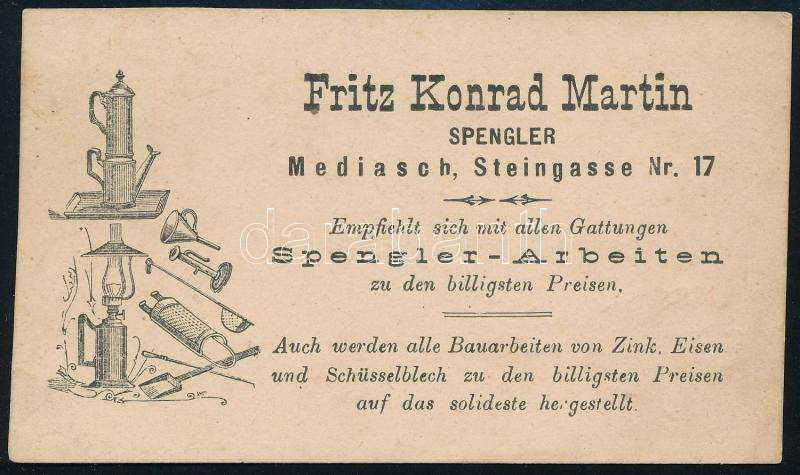 Fritz Konrad Martin
SPENGLER
Mediasch, Steingasse Nr. 17
Empfiehlt sich mit allen Gattungen
Spengler-Arbeiten
zu den billigsten Preisen.
Auch werden alle Bauarbeiten von Zink, Eisen
und Schüsselblech zu den billigsten Preisen
auf das solideste hergestellt.
darabanth